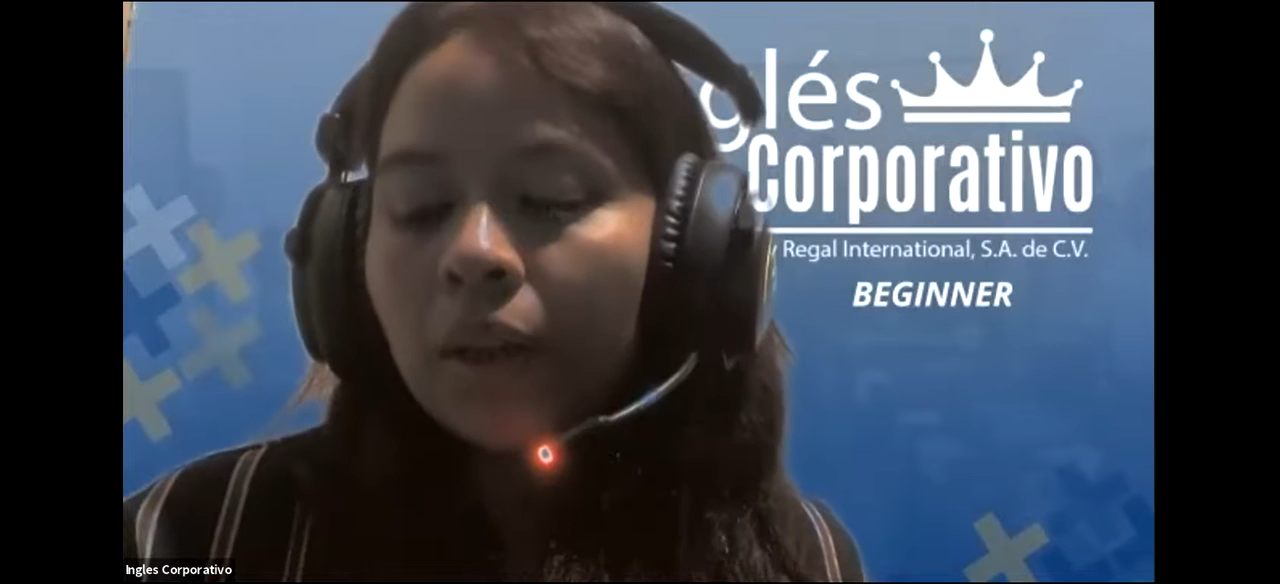 glés
Corporativo
Regal International, S.A. de C.V.
BEGINNER
Ingles Corporativo